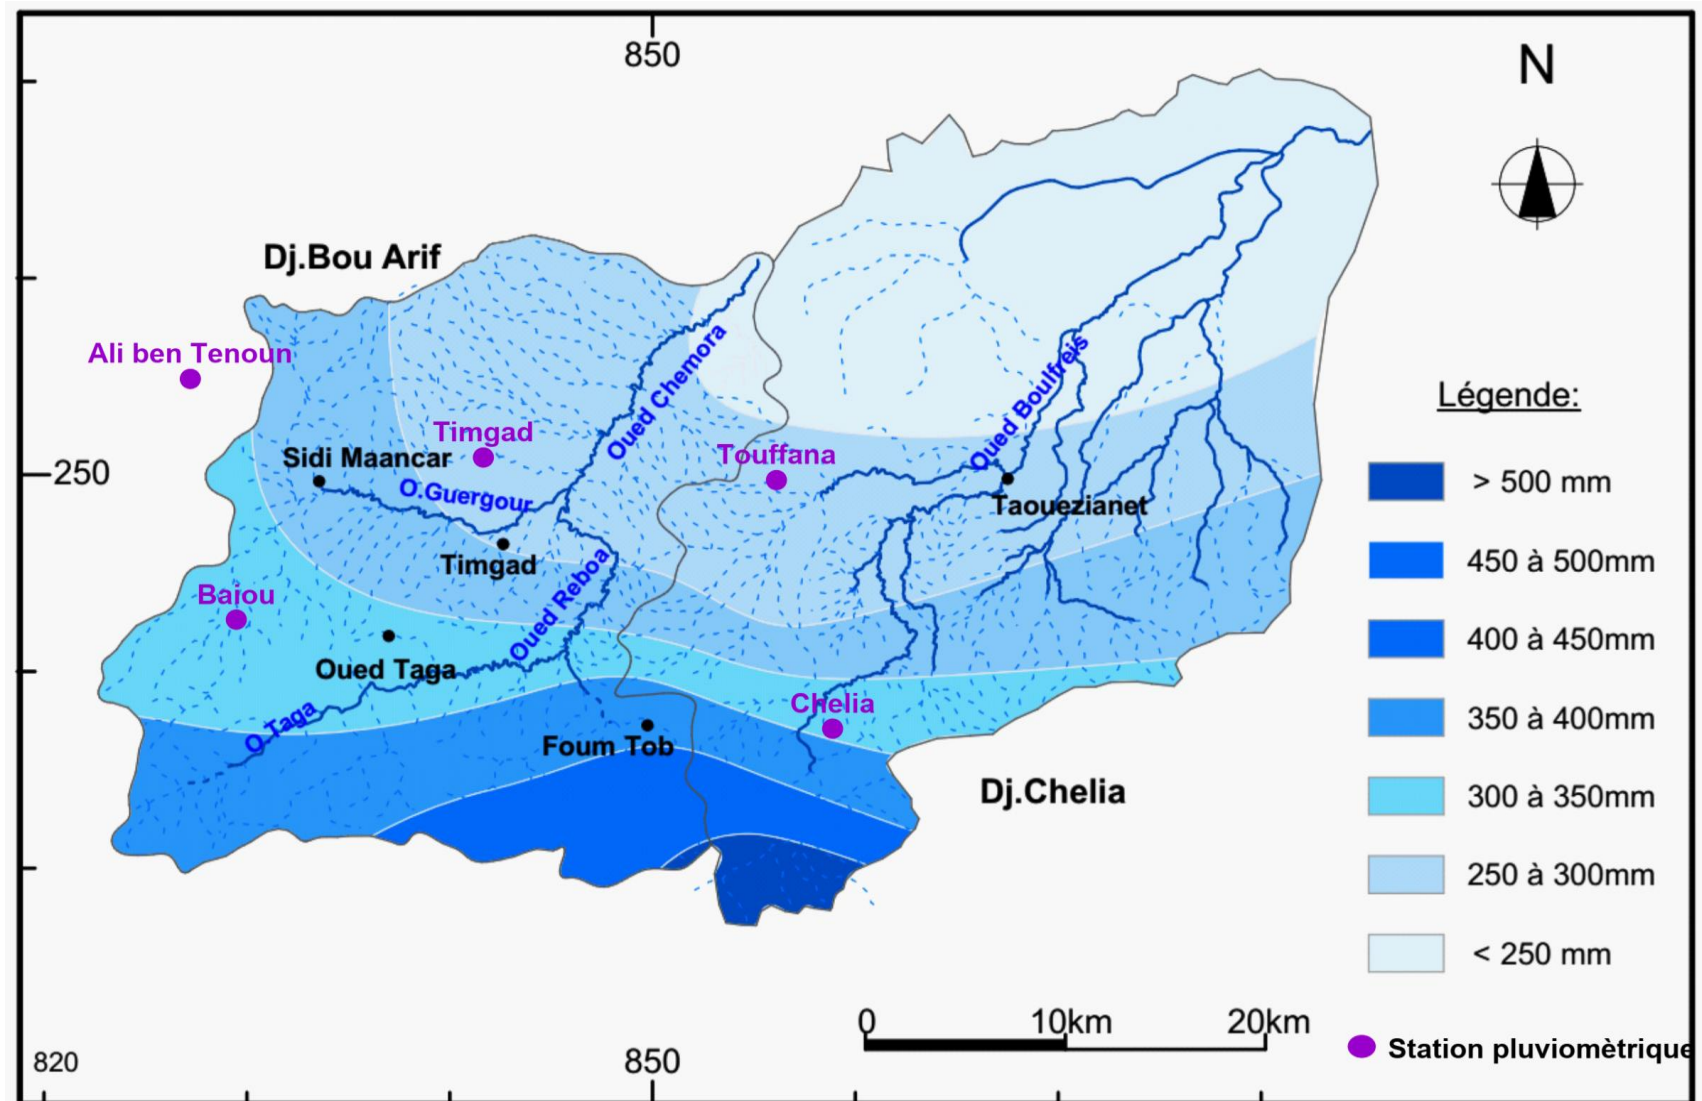 850
N
Dj.Bou Arif
Ali ben Tenoun
Oued Chemora
Oued Boulfreis
Légende:
Timgad
Touffana
Sidi Maancar
250
O.Guergour
Taouezianet
> 500 mm
Timgad
450 à 500mm
Baiou
Oued Reboa
400 à 450mm
Oued Taga
Chelia
350 à 400mm
O.Taga
Foum Tob
Dj.Chelia
300 à 350mm
250 à 300mm
< 250 mm
0 10km 20km
820
850
Station pluviomètrique